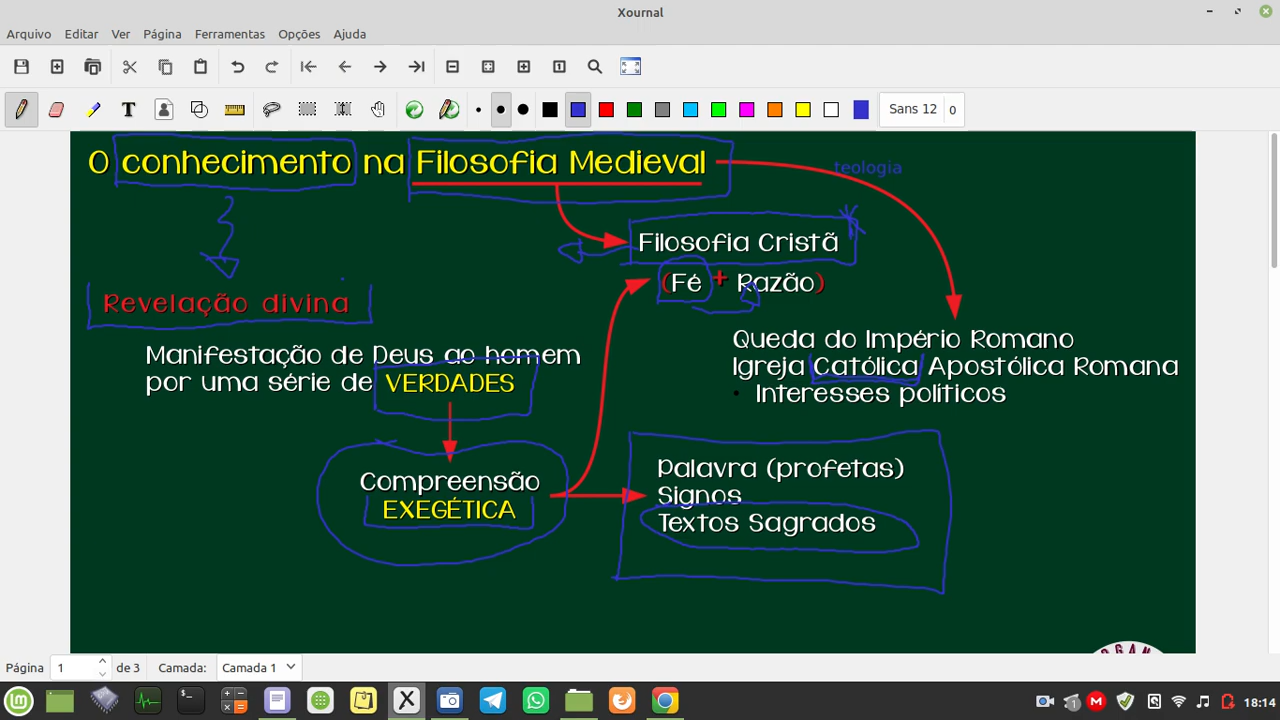 Xournal
Arquivo Editar Ver Página Ferramentas Opções Ajuda
Sans 12 0
O conhecimento na Filosofia Medieval
teologia
Filosofia Cristã
(Fé + Razão)
Revelação divina
Manifestação de Deus ao homem
por uma série de VERDADES
Queda do Império Romano
Igreja Católica Apostólica Romana
• Interesses políticos
Compreensão
EXEGÉTICA
Palavra (profetas)
Signos
Textos Sagrados
Página 1 de 3 Camada: Camada 1
18:14